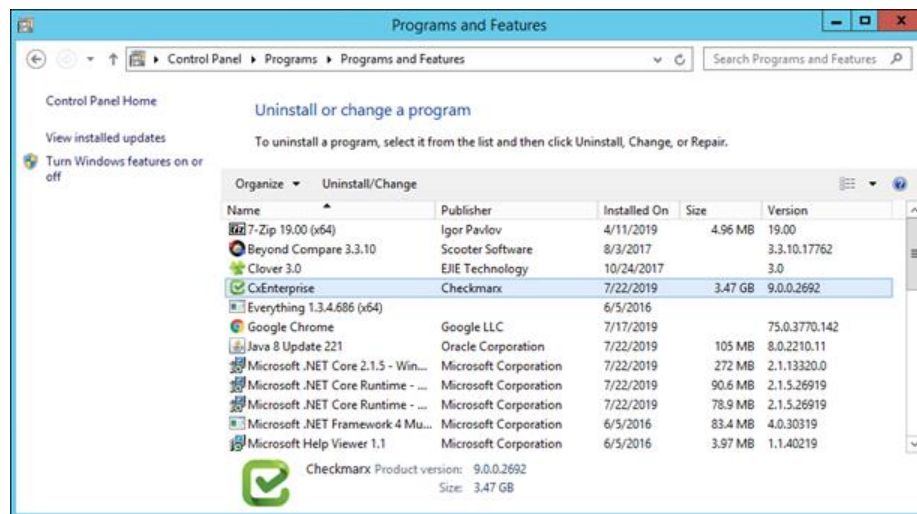 Programs and Features
Control Panel Programs Programs and Features Search Programs and Features
Control Panel Home
View installed updates
Turn Windows features on or
off
Uninstall or change a program
To uninstall a program, select it from the list and then click Uninstall, Change, or Repair.
Organize Uninstall/Change
Name Publisher Installed On Size Version
7-Zip 19.00 (x64) Igor Pavlov 4/11/2019 4.96 MB 19.00
Beyond Compare 3.3.10 Scooter Software 8/3/2017 3.3.10.17762
Clover 3.0 EJIE Technology 10/24/2017 3.0
CxEnterprise Checkmarx 7/22/2019 3.47 GB 9.0.0.2692
Everything 1.3.4.686 (x64) 6/5/2016
Google Chrome Google LLC 7/17/2019 75.0.3770.142
Java 8 Update 221 Oracle Corporation 7/22/2019 105 MB 8.0.2210.11
Microsoft .NET Core 2.1.5 - Win... Microsoft Corporation 7/22/2019 272 MB 2.1.13320.0
Microsoft .NET Core Runtime - ... Microsoft Corporation 7/22/2019 90.6 MB 2.1.5.26919
Microsoft .NET Core Runtime - ... Microsoft Corporation 7/22/2019 78.9 MB 2.1.5.26919
Microsoft .NET Framework 4 Mu... Microsoft Corporation 6/5/2016 83.4 MB 4.0.30319
Microsoft Help Viewer 1.1 Microsoft Corporation 6/5/2016 3.97 MB 1.1.40219
Checkmarx Product version: 9.0.0.2692
Size: 3.47 GB